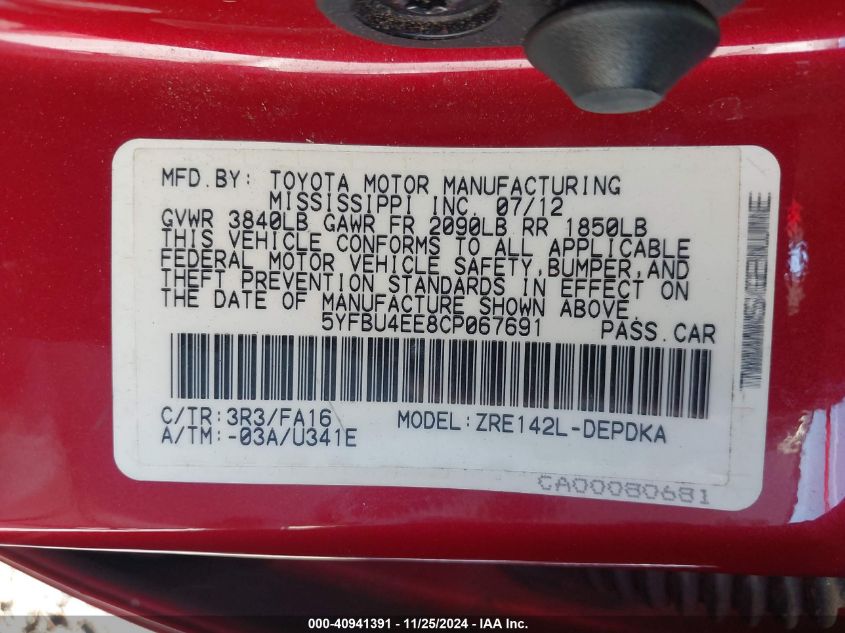 MFD.BY: TOYOTA MOTOR MANUFACTURING
MISSISSIPPI INC. 07/12
GVWR 3840LB GAWR FR 2090LB RR 1850LB
THIS VEHICLE CONFORMS TO ALL APPLICABLE
FEDERAL MOTOR VEHICLE SAFETY, BUMPER, AND
THEFT PREVENTION STANDARDS IN EFFECT ON
THE DATE OF MANUFACTURE SHOWN ABOVE.
5YFBU4EE8CP067691 PASS.CAR
C/TR:3R3/FA16 MODEL:ZRE142L-DEPDKA
A/TM:-03A/U341E
CA00080681
000-40941391 - 11/25/2024 - IAA Inc.